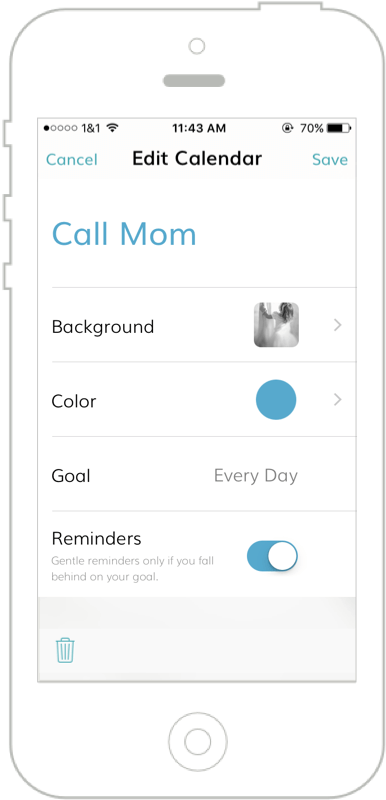 1&1 11:43 AM 70%
Cancel Edit Calendar Save
Call Mom
Background
Color
Goal Every Day
Reminders
Gentle reminders only if you fall
behind on your goal.